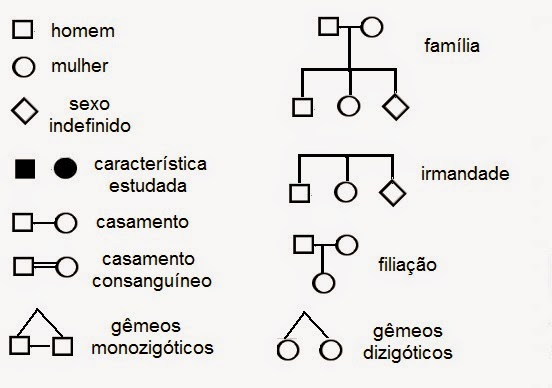 homem
mulher
sexo
indefinido
característica
estudada
casamento
casamento
consanguíneo
gêmeos
monozigóticos
família
irmandade
filiação
gêmeos
dizigóticos